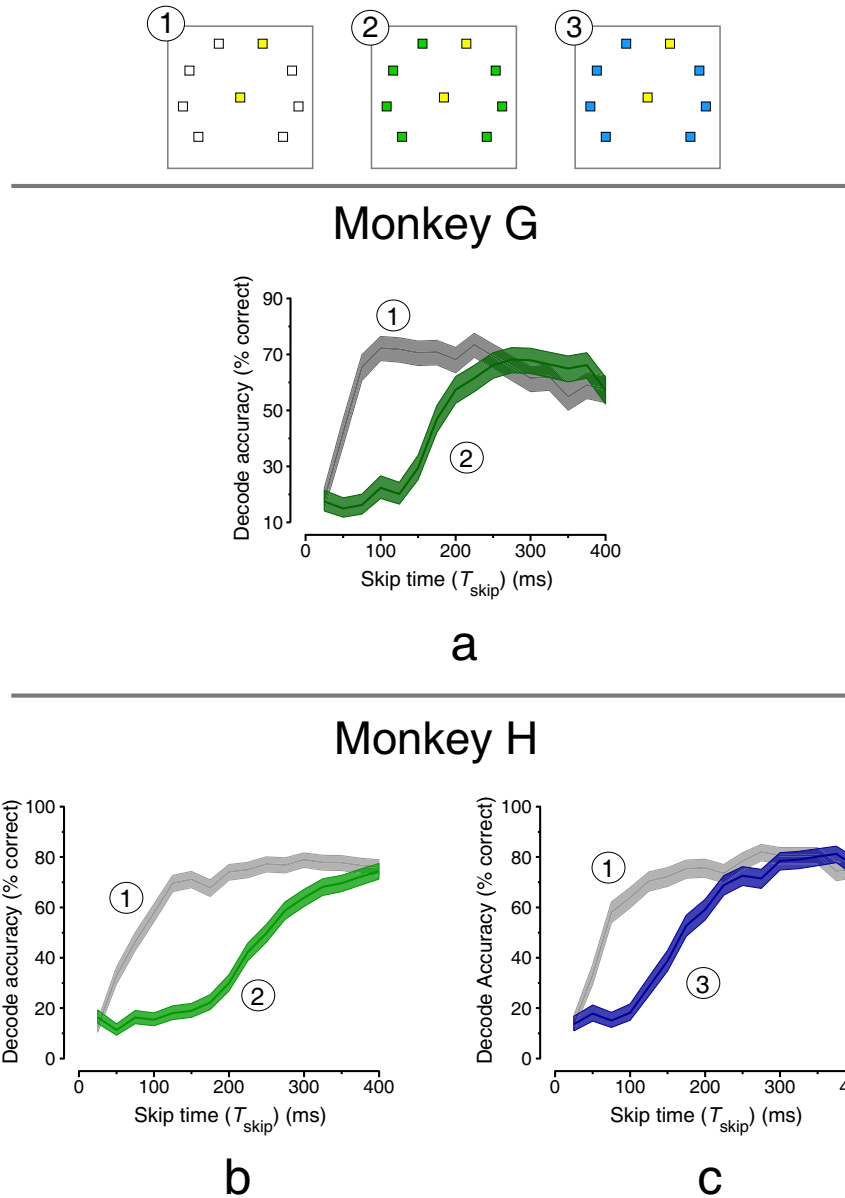 1 2 3
Monkey G
Decode accuracy (% correct)
90
70
50
30
10
1
2
0 100 200 300 400
Skip time (Tskip) (ms)
a
Monkey H
Decode accuracy (% correct)
100
80
60
40
20
0
1
2
0 100 200 300 400
Skip time (Tskip) (ms)
b
Decode Accuracy (% correct)
100
80
60
40
20
0
1
3
0 100 200 300 4
Skip time (Tskip) (ms)
c